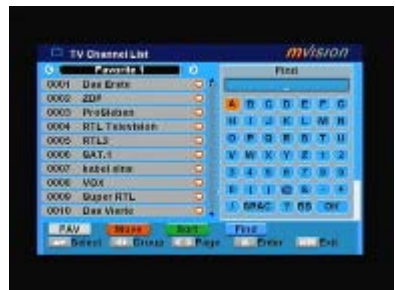 TV Channel List
mvision
Favorite 1
Find
0001 Das Erste
0002 ZDF
0003 ProSieben
0004 RTL Television
0005 RTL2
0006 SAT.1
0007 kabel eins
0008 VOX
0009 Super RTL
0010 Das Vierte
A B C D E F G
H I J K L M N
O P Q R S T U
V W X Y Z 1 2
3 4 5 6 7 8 9
SPAC ? BS OK
FAV Move Sort Find
Select Group Page Enter Exit